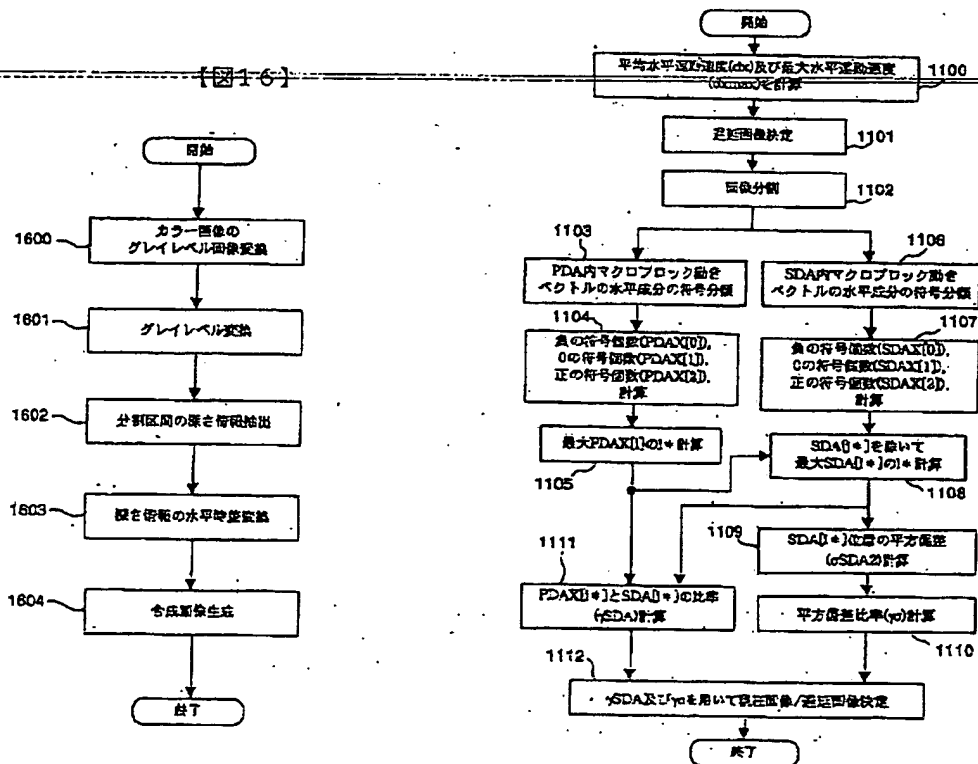 【図16】
開始
1600
カラー画像の
グレイレベル画像変換
1601
グレイレベル変換
1602
分割区間の深さ情報抽出
1603
深さ情報の水平時差変換
1604
合成画像生成
終了
開始
1100
平均水平運動速度(dx)及び最大水平運動速度
を計算
1101
遅延画像決定
1102
画像分割
1103
PDA内マクロブロック動き
ベクトルの水平成分の符号分類
1106
SDA内マクロブロック動き
ベクトルの水平成分の符号分類
1104
負の符号個数(PDAX[0]),
0の符号個数(PDAX[1]),
正の符号個数(PDAX[2]),
計算
1107
負の符号個数(SDAX[0]),
0の符号個数(SDAX[1]),
正の符号個数(SDAX[2]),
計算
最大PDAX[I]のI*計算
1105
SDA[I*]を除いて
最大SDA[I*]のI*計算
1108
1109
SDA[I*]位置の平方偏差
(σSDA2)計算
1111
PDAX[I*]とSDA[I*]の比率
(γSDA)計算
平方偏差比率(γσ)計算
1110
1112
γSDA及びγσを用いて現在画像/遅延画像決定
終了